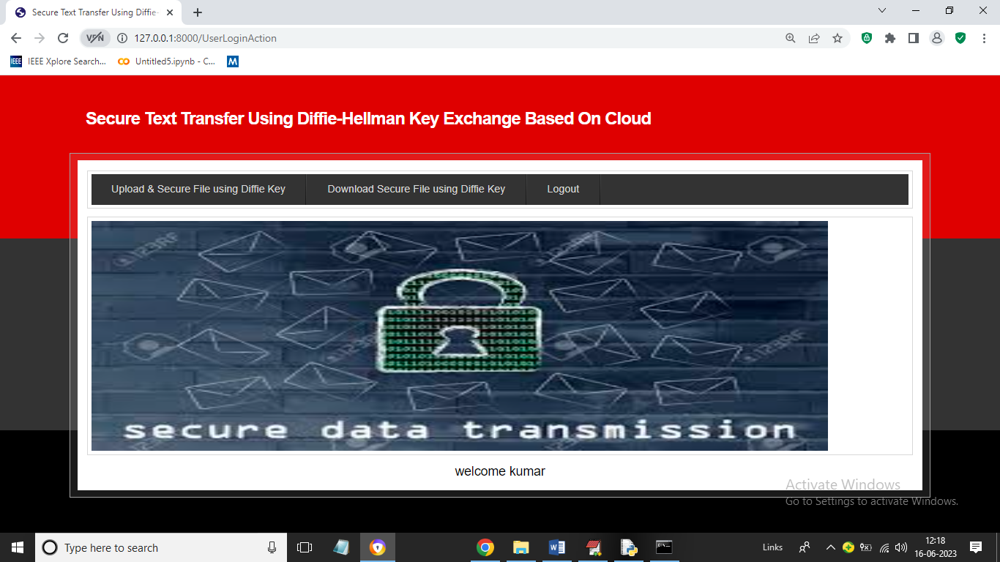 Secure Text Transfer Using Diffie-
VPN
127.0.0.1:8000/UserLoginAction
IEEE
IEEE Xplore Search...
Untitled5.ipynb - C...
M
Secure Text Transfer Using Diffie-Hellman Key Exchange Based On Cloud
Upload & Secure File using Diffie Key
Download Secure File using Diffie Key
Logout
123RF
secure data transmission
welcome kumar
Activate Windows
Go to Settings to activate Windows.
Type here to search
Links
12:18
16-06-2023